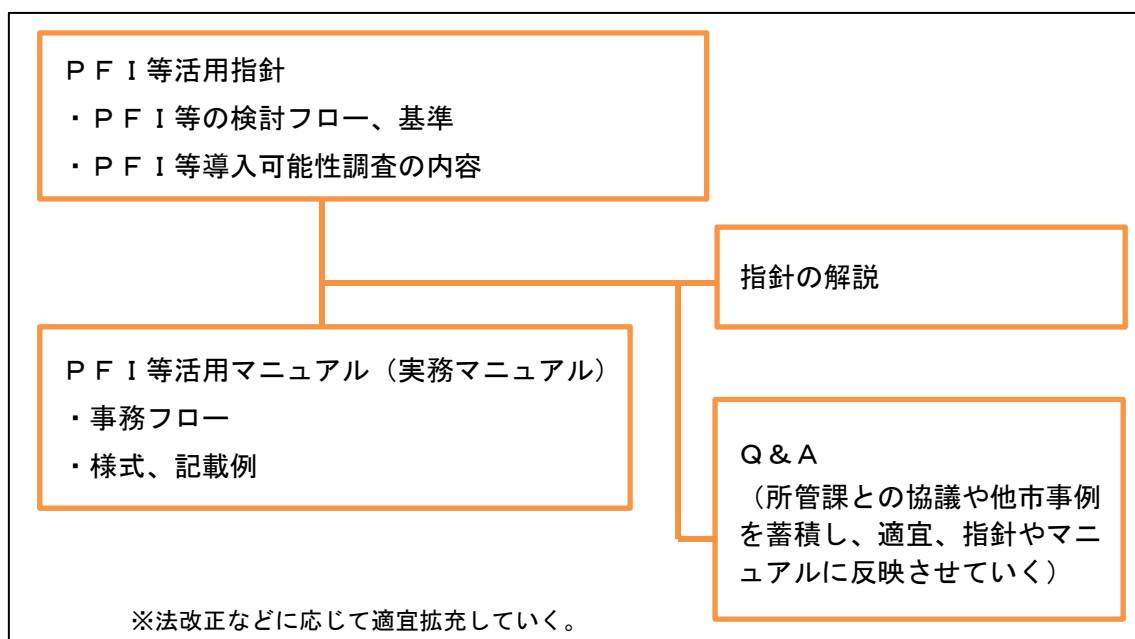 ＰＦＩ等活用指針
・ＰＦＩ等の検討フロー、基準
・ＰＦＩ等導入可能性調査の内容
指針の解説
ＰＦＩ等活用マニュアル（実務マニュアル）
・事務フロー
・様式、記載例
Ｑ＆Ａ
（所管課との協議や他市事例
を蓄積し、適宜、指針やマニ
ュアルに反映させていく）
※法改正などに応じて適宜拡充していく。